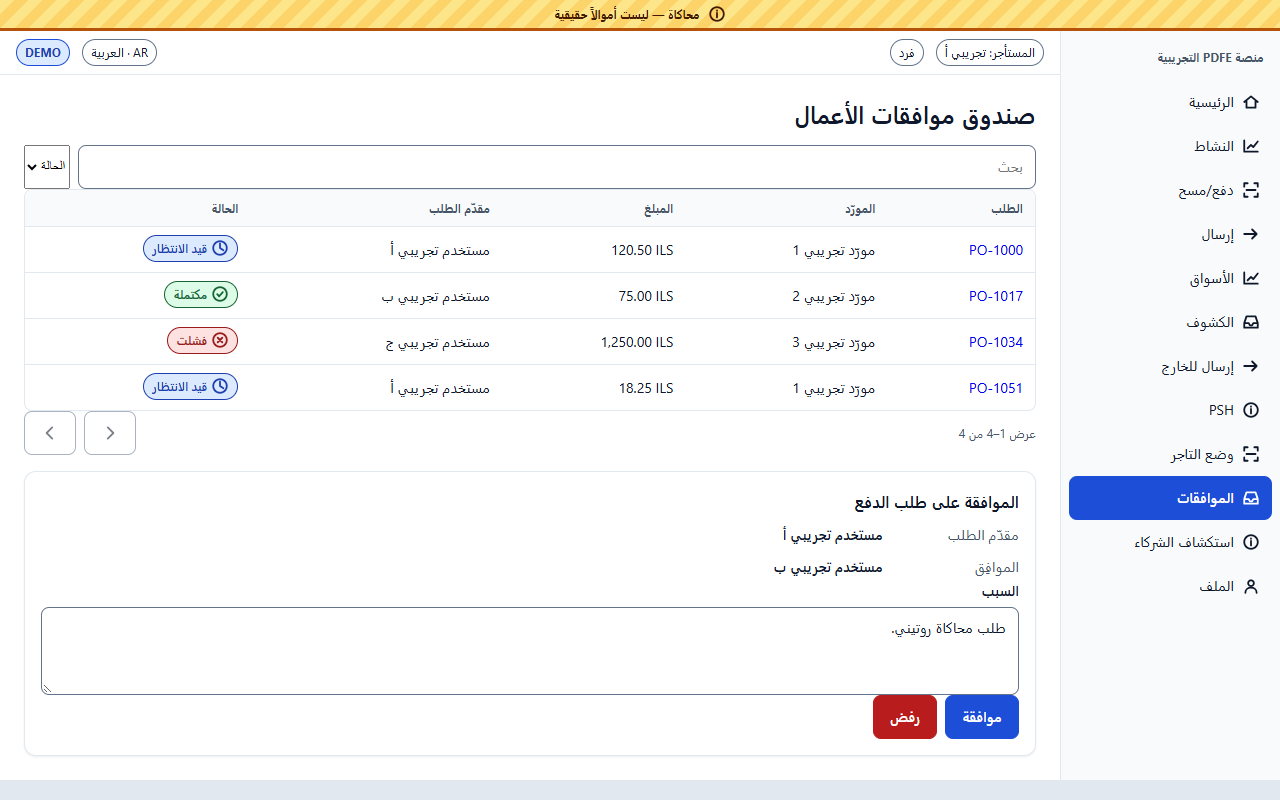 محاكاة — ليست أموالاً حقيقية
منصة PDFE التجريبية
الرئيسية
النشاط
دفع/مسح
إرسال
الأسواق
الكشوف
إرسال للخارج
PSH
وضع التاجر
الموافقات
استكشاف الشركاء
الملف
المستأجر: تجريبي أ
فرد
AR · العربية
DEMO
صندوق موافقات الأعمال
بحث
الحالة
الطلب المورّد المبلغ مقدّم الطلب الحالة
PO-1000 مورّد تجريبي 1 120.50 ILS مستخدم تجريبي أ قيد الانتظار
PO-1017 مورّد تجريبي 2 75.00 ILS مستخدم تجريبي ب مكتملة
PO-1034 مورّد تجريبي 3 1,250.00 ILS مستخدم تجريبي ج فشلت
PO-1051 مورّد تجريبي 1 18.25 ILS مستخدم تجريبي أ قيد الانتظار
عرض 1–4 من 4
الموافقة على طلب الدفع
مقدّم الطلب مستخدم تجريبي أ
الموافِق مستخدم تجريبي ب
السبب
طلب محاكاة روتيني.
موافقة
رفض